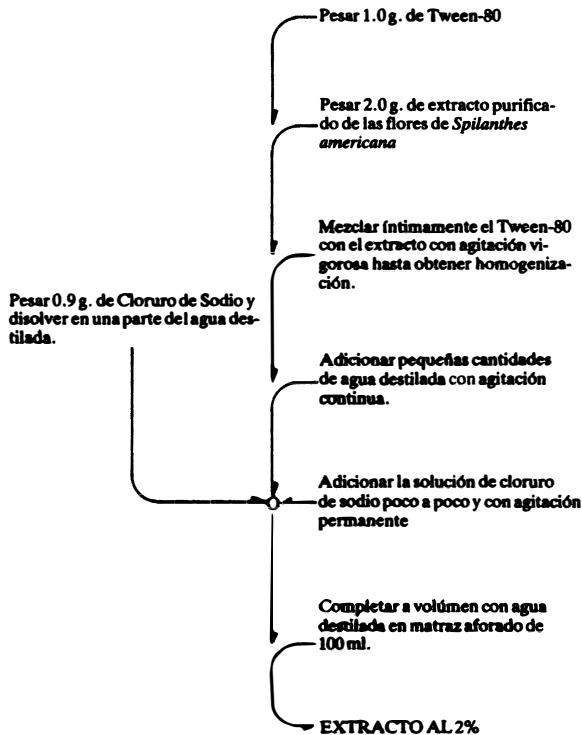 Pesar 1.0 g. de Tween-80
Pesar 2.0 g. de extracto purifica-
do de las flores de Spilanthes
americana
Mezclar íntimamente el Tween-80
con el extracto con agitación vi-
gorosa hasta obtener homogeniza-
ción.
Pesar 0.9 g. de Cloruro de Sodio y
disolver en una parte del agua des-
tilada.
Adicionar pequeñas cantidades
de agua destilada con agitación
continua.
Adicionar la solución de cloruro
de sodio poco a poco y con agitación
permanente
Completar a volúmen con agua
destilada en matraz aforado de
100 ml.
EXTRACTO AL 2%